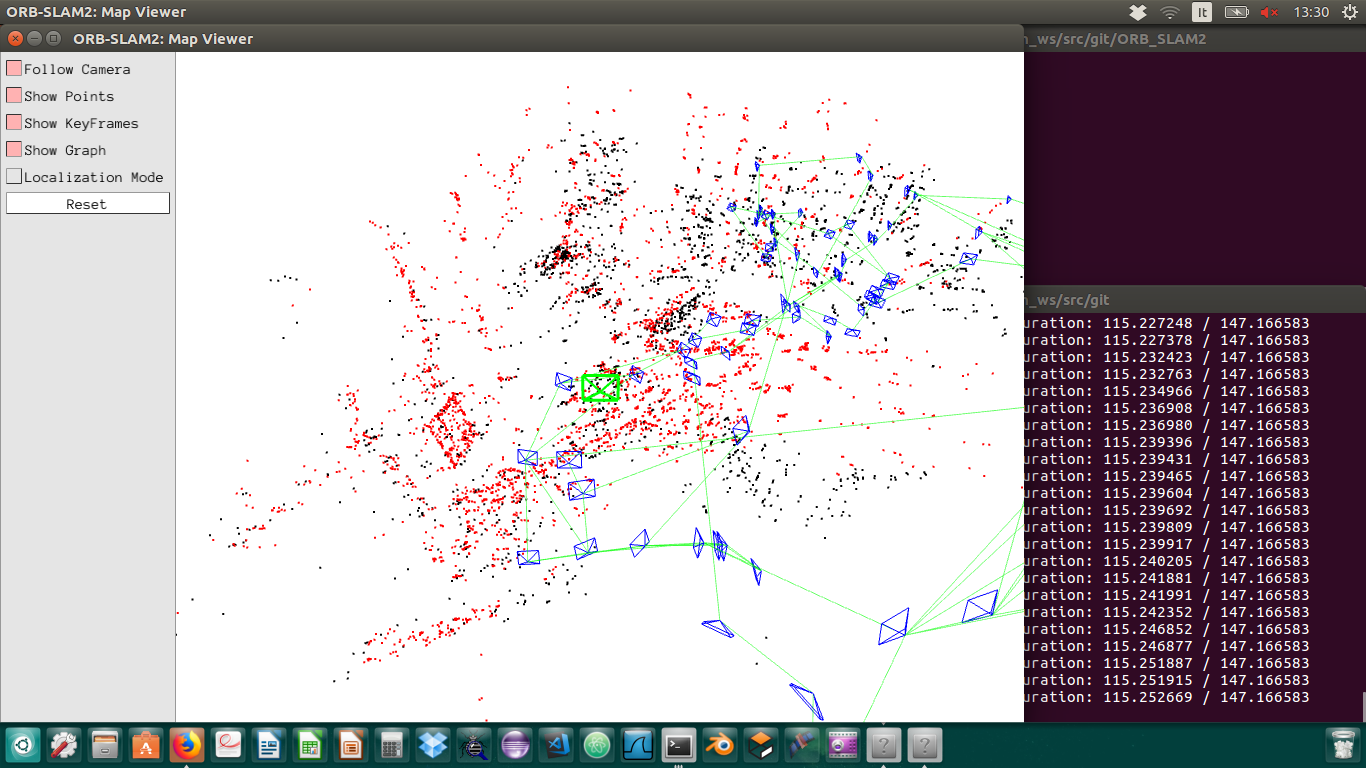 ORB-SLAM2: Map Viewer
It
13:30
ORB-SLAM2: Map Viewer
n_ws/src/git/ORB_SLAM2
Follow Camera
Show Points
Show KeyFrames
Show Graph
Localization Mode
Reset
n_ws/src/git
uration: 115.227248 / 147.166583
uration: 115.227378 / 147.166583
uration: 115.232423 / 147.166583
uration: 115.232763 / 147.166583
uration: 115.234966 / 147.166583
uration: 115.236908 / 147.166583
uration: 115.236980 / 147.166583
uration: 115.239396 / 147.166583
uration: 115.239431 / 147.166583
uration: 115.239465 / 147.166583
uration: 115.239604 / 147.166583
uration: 115.239692 / 147.166583
uration: 115.239809 / 147.166583
uration: 115.239917 / 147.166583
uration: 115.240205 / 147.166583
uration: 115.241881 / 147.166583
uration: 115.241991 / 147.166583
uration: 115.242352 / 147.166583
uration: 115.246852 / 147.166583
uration: 115.246877 / 147.166583
uration: 115.251887 / 147.166583
uration: 115.251915 / 147.166583
uration: 115.252669 / 147.166583